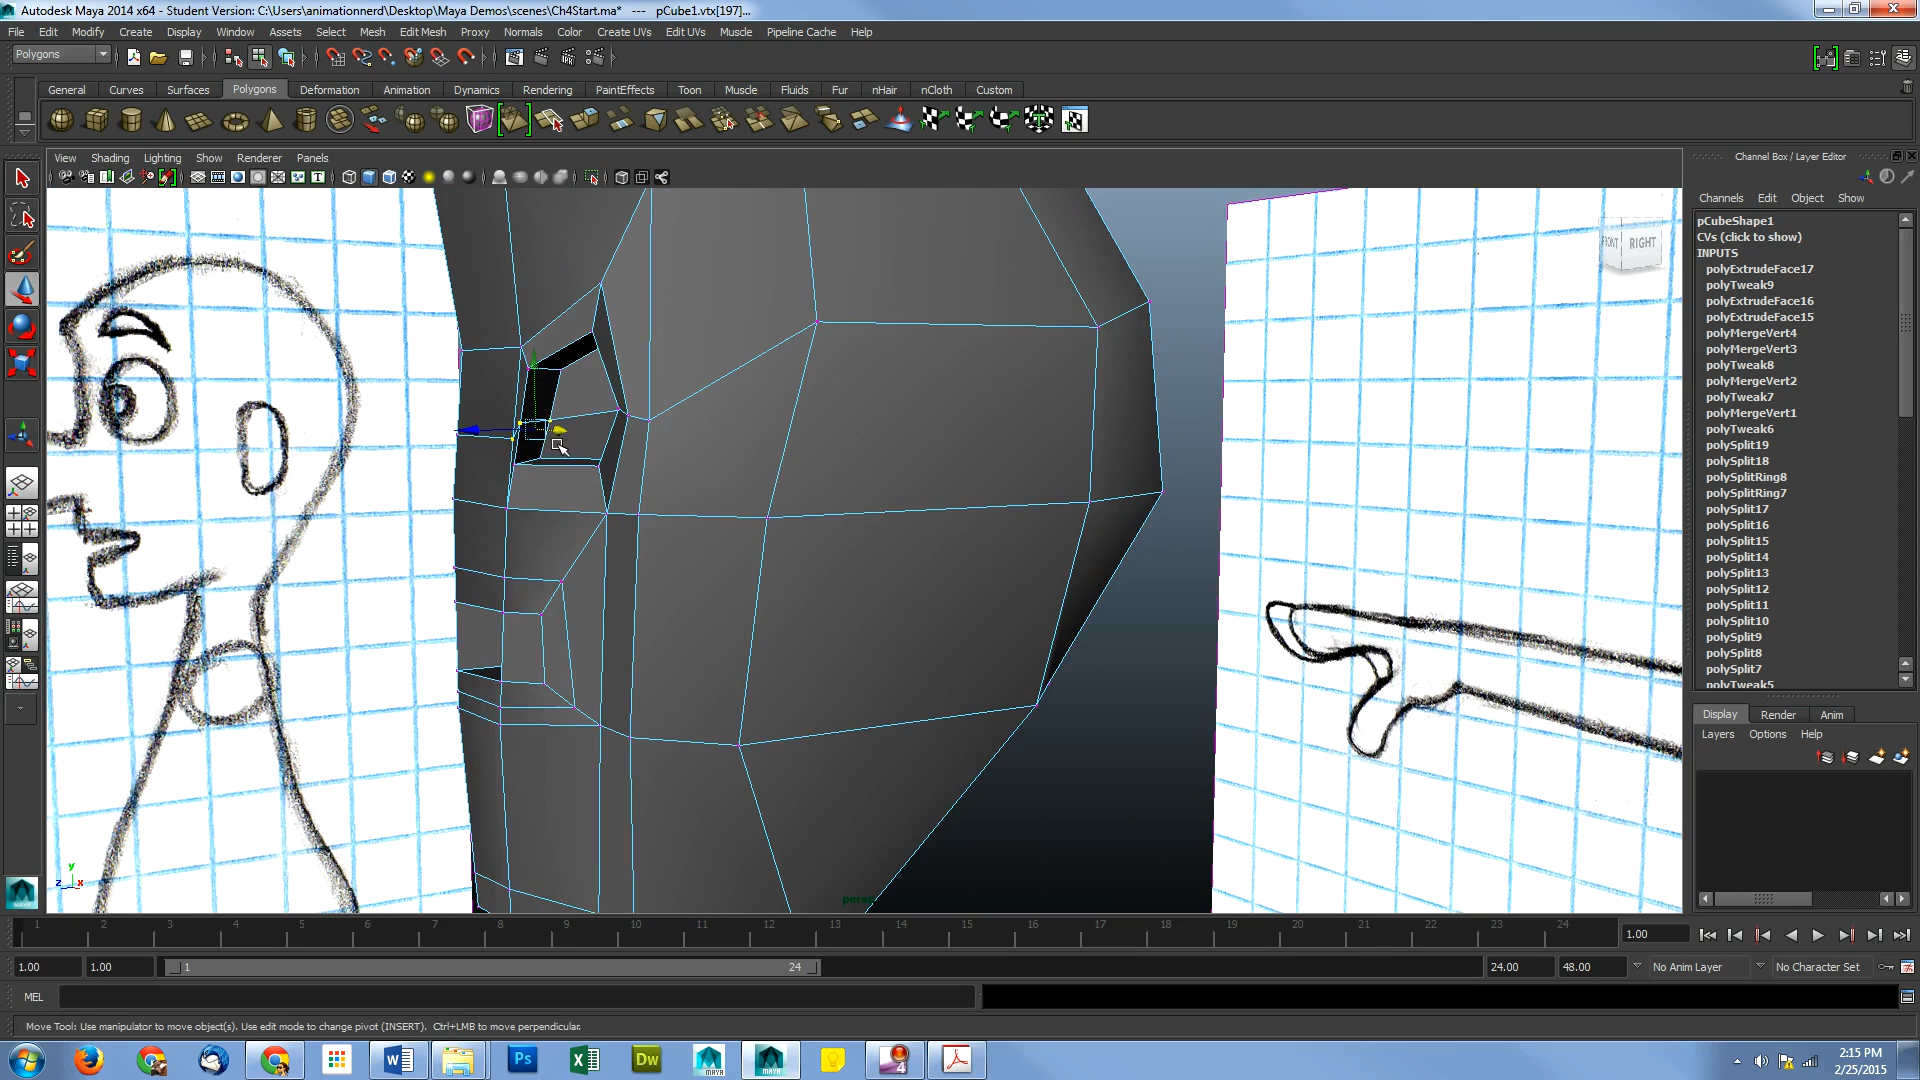 Autodesk Maya 2014 x64 - Student Version: C:\Users\animationnerd\Desktop\Maya Demos\scenes\Ch4Start.ma* --- pCube1.vtx[197]...
File Edit Modify Create Display Window Assets Select Mesh Edit Mesh Proxy Normals Color Create UVs Edit UVs Muscle Pipeline Cache Help
Polygons
General Curves Surfaces Polygons Deformation Animation Dynamics Rendering PaintEffects Toon Muscle Fluids Fur nHair nCloth Custom
View Shading Lighting Show Renderer Panels
FRONT RIGHT
persp
y
z x
Channel Box / Layer Editor
Channels Edit Object Show
pCubeShape1
CVs (click to show)
INPUTS
polyExtrudeFace17
polyTweak9
polyExtrudeFace16
polyExtrudeFace15
polyMergeVert4
polyMergeVert3
polyTweak8
polyMergeVert2
polyTweak7
polyMergeVert1
polyTweak6
polySplit19
polySplit18
polySplitRing8
polySplitRing7
polySplit17
polySplit16
polySplit15
polySplit14
polySplit13
polySplit12
polySplit11
polySplit10
polySplit9
polySplit8
polySplit7
polyTweak5
Display Render Anim
Layers Options Help
1 2 3 4 5 6 7 8 9 10 11 12 13 14 15 16 17 18 19 20 21 22 23 24 1.00
1.00 1.00 1 24 24.00 48.00 No Anim Layer No Character Set
MEL
Move Tool: Use manipulator to move object(s). Use edit mode to change pivot (INSERT). Ctrl+LMB to move perpendicular.
Ps Dw MAYA MAYA 4
2:15 PM
2/25/2015